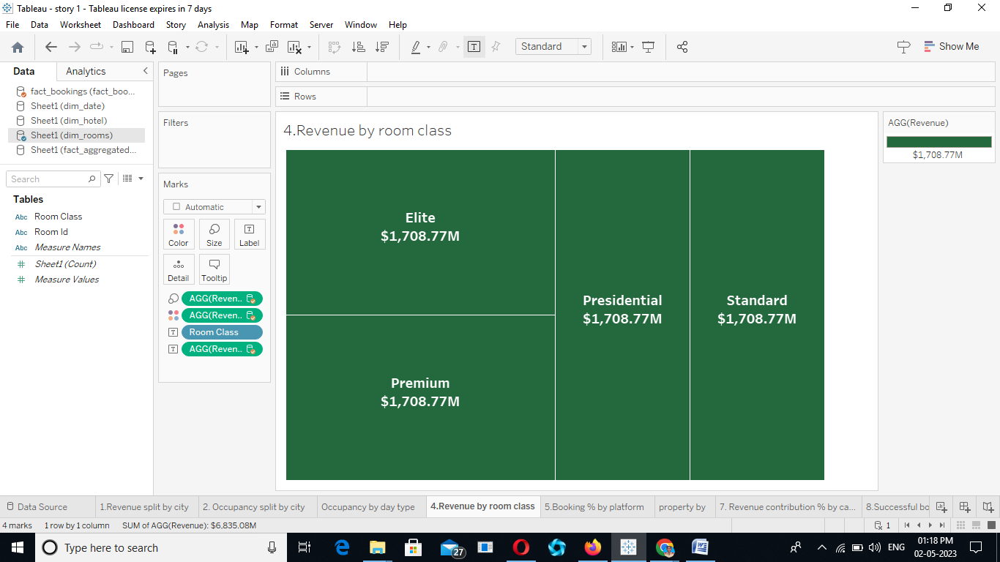 Tableau - story 1 - Tableau license expires in 7 days
File Data Worksheet Dashboard Story Analysis Map Format Server Window Help
Standard
Show Me
Data Analytics
fact_bookings (fact_boo...
Sheet1 (dim_date)
Sheet1 (dim_hotel)
Sheet1 (dim_rooms)
Sheet1 (fact_aggregated...
Search
Tables
Abc Room Class
Abc Room Id
Abc Measure Names
# Sheet1 (Count)
# Measure Values
Pages
Filters
Marks
Automatic
Color Size Label
Detail Tooltip
AGG(Reven..
AGG(Reven..
Room Class
AGG(Reven..
Columns
Rows
4.Revenue by room class
Elite
$1,708.77M
Premium
$1,708.77M
Presidential
$1,708.77M
Standard
$1,708.77M
AGG(Revenue)
$1,708.77M
Data Source 1.Revenue split by city 2. Occupancy split by city Occupancy by day type 4.Revenue by room class 5.Booking % by platform property by 7. Revenue contribution % by ca... 8.Successful bo
4 marks 1 row by 1 column SUM of AGG(Revenue): $6,835.08M 1
Type here to search 27 ENG 01:18 PM
02-05-2023